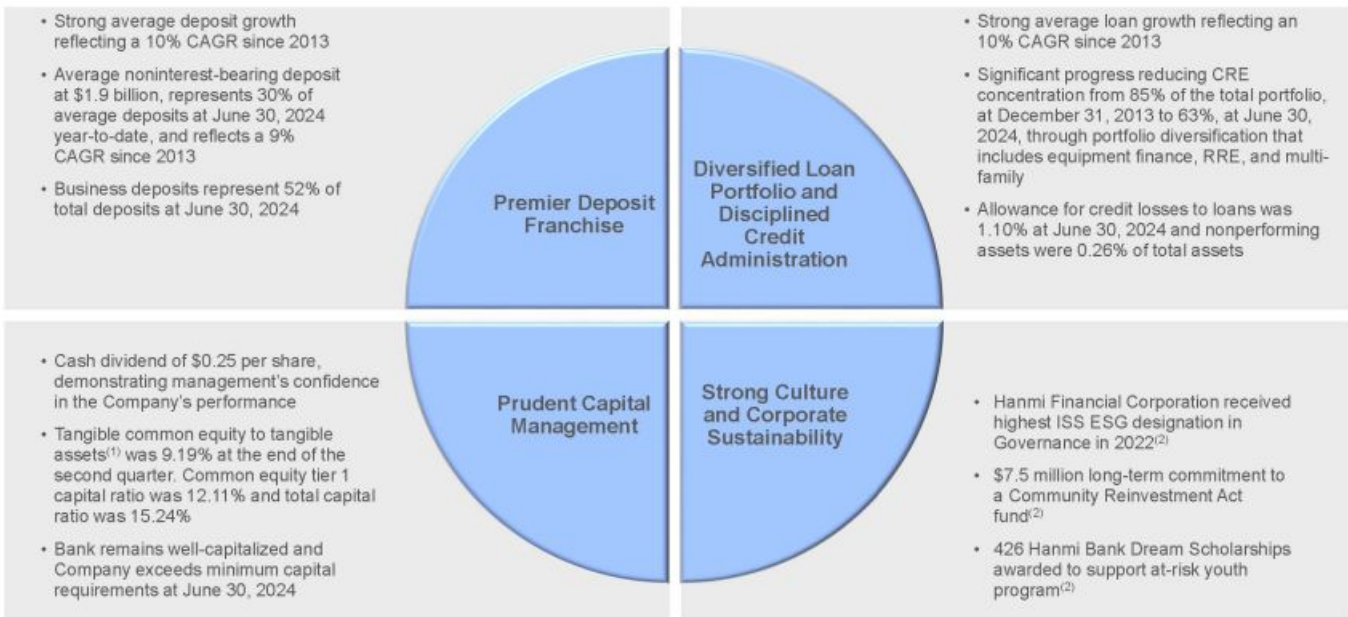 • Strong average deposit growth
reflecting a 10% CAGR since 2013
• Average noninterest-bearing deposit
at $1.9 billion, represents 30% of
average deposits at June 30, 2024
year-to-date, and reflects a 9%
CAGR since 2013
• Business deposits represent 52% of
total deposits at June 30, 2024
Premier Deposit
Franchise
Diversified Loan
Portfolio and
Disciplined
Credit
Administration
• Strong average loan growth reflecting an
10% CAGR since 2013
• Significant progress reducing CRE
concentration from 85% of the total portfolio,
at December 31, 2013 to 63%, at June 30,
2024, through portfolio diversification that
includes equipment finance, RRE, and multi-
family
• Allowance for credit losses to loans was
1.10% at June 30, 2024 and nonperforming
assets were 0.26% of total assets
• Cash dividend of $0.25 per share,
demonstrating management's confidence
in the Company's performance
• Tangible common equity to tangible
assets(1) was 9.19% at the end of the
second quarter. Common equity tier 1
capital ratio was 12.11% and total capital
ratio was 15.24%
• Bank remains well-capitalized and
Company exceeds minimum capital
requirements at June 30, 2024
Prudent Capital
Management
Strong Culture
and Corporate
Sustainability
• Hanmi Financial Corporation received
highest ISS ESG designation in
Governance in 2022(2)
• $7.5 million long-term commitment to
a Community Reinvestment Act
fund(2)
• 426 Hanmi Bank Dream Scholarships
awarded to support at-risk youth
program(2)